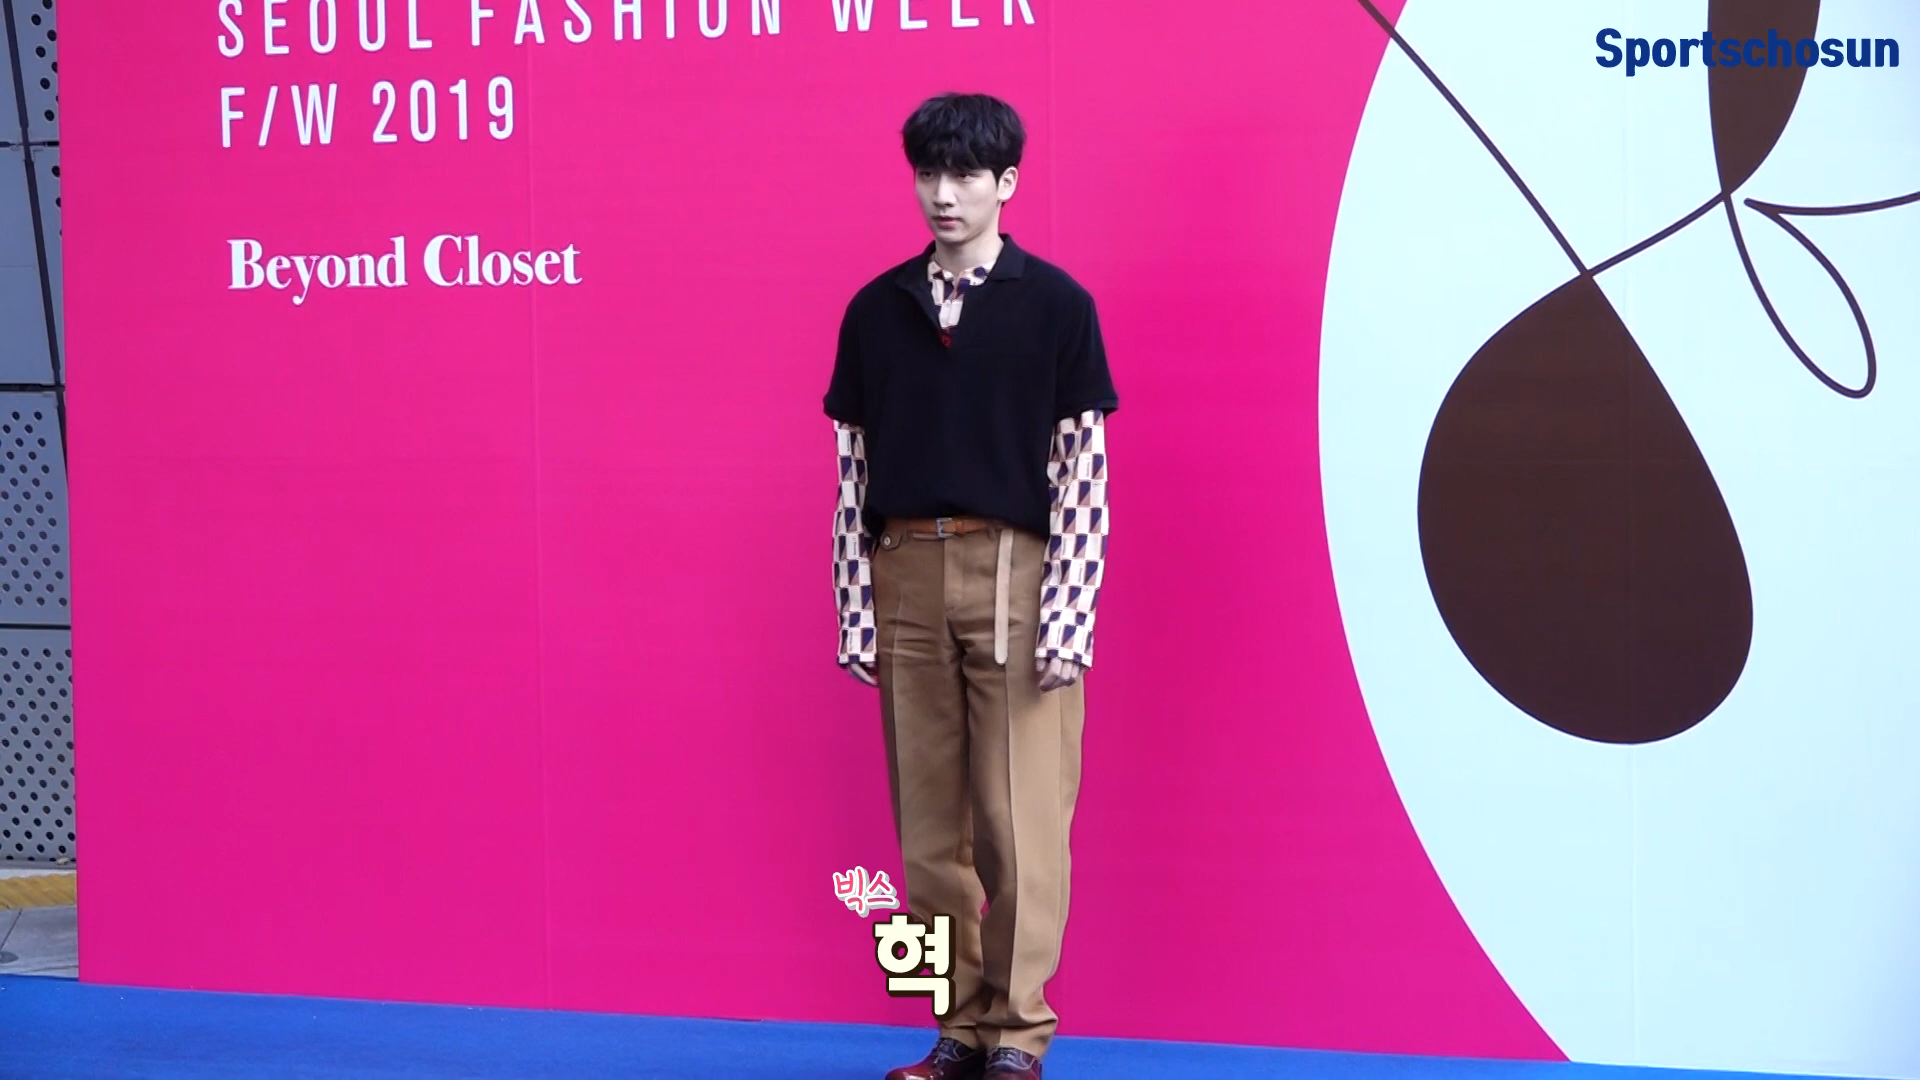 SEOUL FASHION WEEK
F/W 2019
Beyond Closet
Sportschosun
빅스
혁